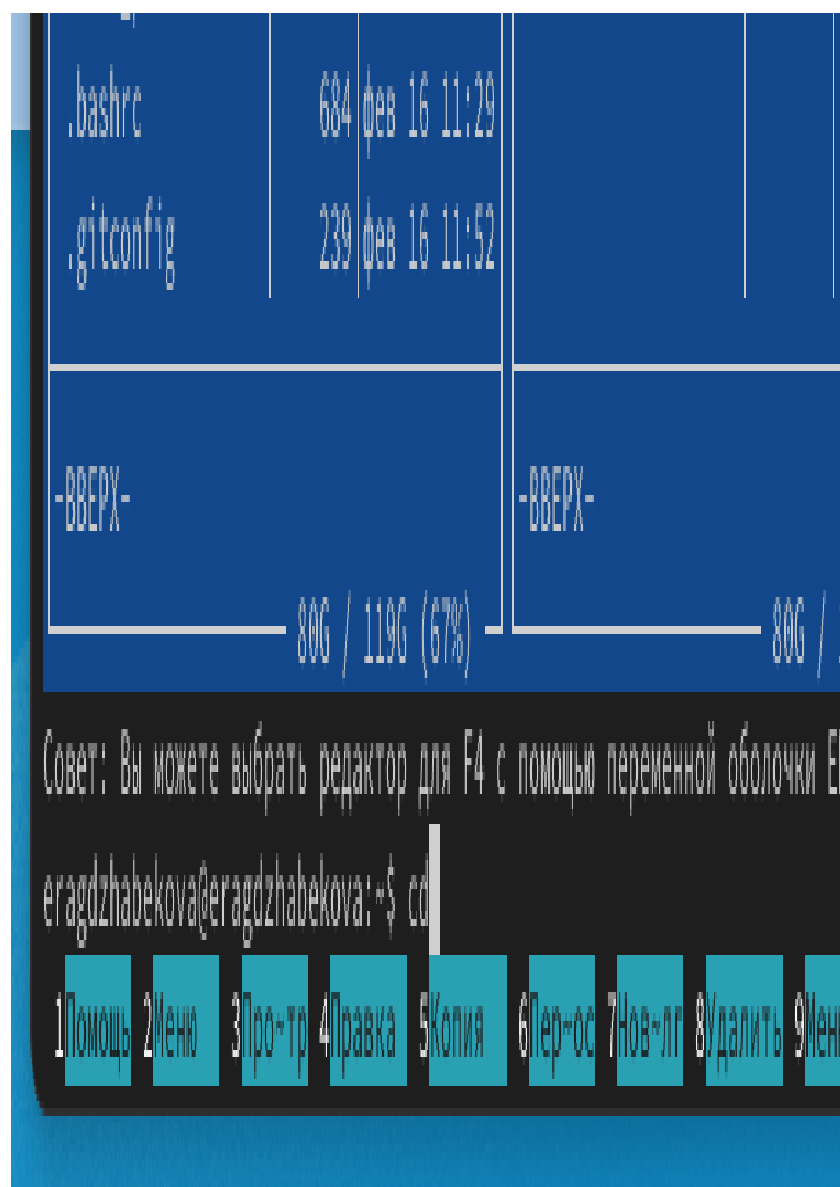 .bashrc 684 фев 16 11:29
.gitconfig 239 фев 16 11:52
-ВВЕРХ- -ВВЕРХ-
80G / 119G (67%) 80G /
Совет: Вы можете выбрать редактор для F4 с помощью переменной оболочки
eragdzhabekova@eragdzhabekova:~$ cd
1Помощь 2Меню 3Про~тр 4Правка 5Копия 6Пер~ос 7Нов~лг 8Удалить 9Мен